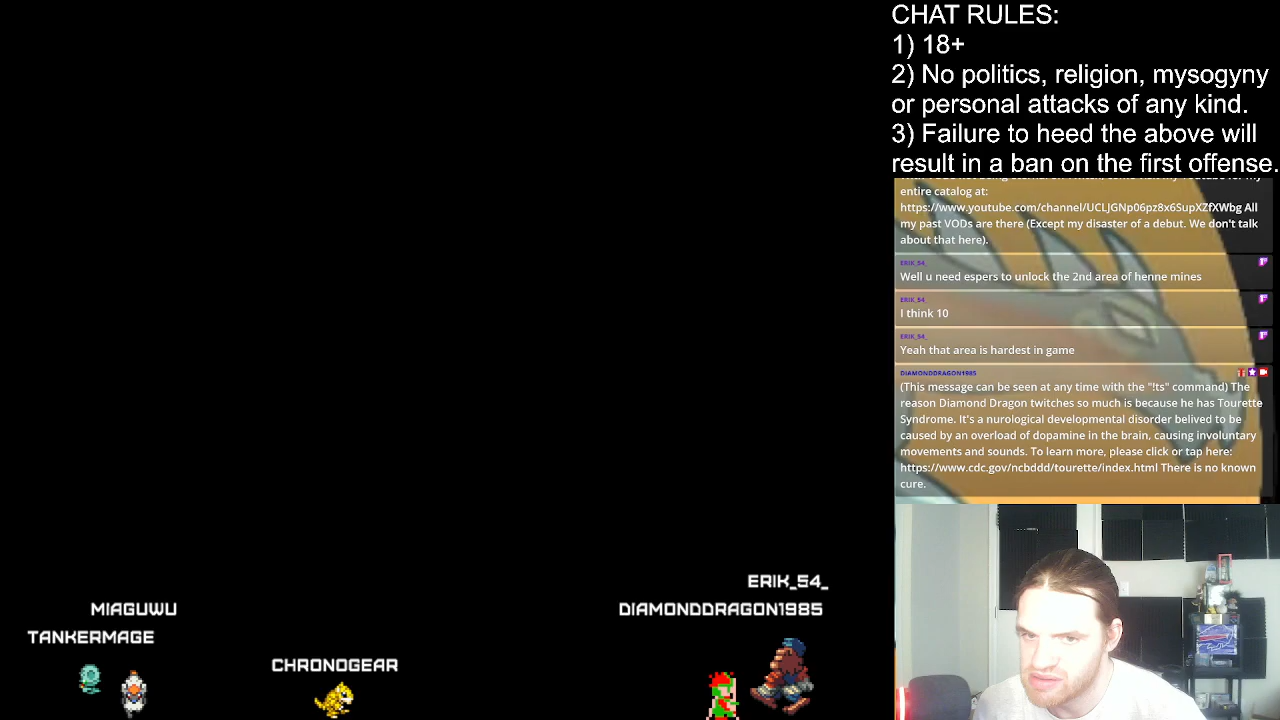 CHAT RULES:
1) 18+
2) No politics, religion, mysogyny
or personal attacks of any kind.
3) Failure to heed the above will
result in a ban on the first offense.
entire catalog at:
https://www.youtube.com/channel/UCLJGNp06pz8x6SupXZfXWbg All
my past VODs are there (Except my disaster of a debut. We don't talk
about that here).
ERIK_54_
Well u need espers to unlock the 2nd area of henne mines
ERIK_54_
I think 10
ERIK_54_
Yeah that area is hardest in game
DIAMONDDRAGON1985
(This message can be seen at any time with the "!ts" command) The
reason Diamond Dragon twitches so much is because he has Tourette
Syndrome. It's a nurological developmental disorder belived to be
caused by an overload of dopamine in the brain, causing involuntary
movements and sounds. To learn more, please click or tap here:
https://www.cdc.gov/ncbddd/tourette/index.html There is no known
cure.
ERIK_54_
MIAGUWU
DIAMONDDRAGON1985
TANKERMAGE
CHRONOGEAR